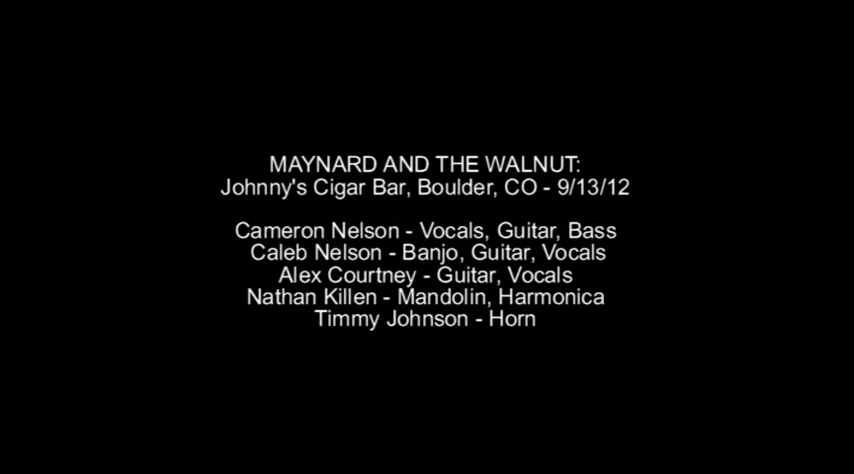 MAYNARD AND THE WALNUT:
Johnny's Cigar Bar, Boulder, CO - 9/13/12
Cameron Nelson - Vocals, Guitar, Bass
Caleb Nelson - Banjo, Guitar, Vocals
Alex Courtney - Guitar, Vocals
Nathan Killen - Mandolin, Harmonica
Timmy Johnson - Horn